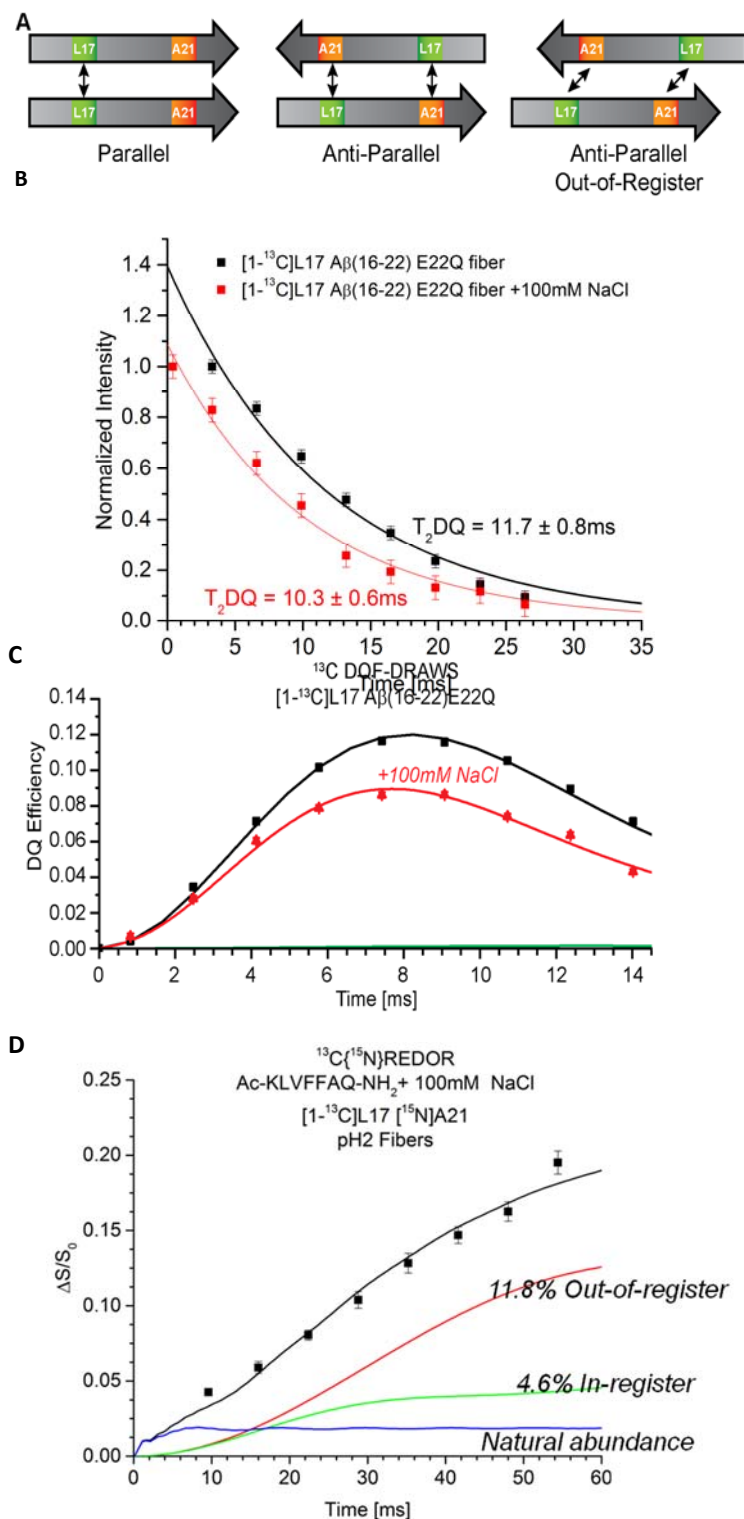 A
L17 A21 A21 L17 A21 L17
L17 A21 L17 A21 L17 A21
Parallel Anti-Parallel Anti-Parallel
Out-of-Register
B
1.4
1.2
1.0
0.8
0.6
0.4
0.2
0.0
Normalized Intensity
[1-¹³C]L17 Aβ(16-22) E22Q fiber
[1-¹³C]L17 Aβ(16-22) E22Q fiber +100mM NaCl
T₂DQ = 11.7 ± 0.8ms
T₂DQ = 10.3 ± 0.6ms
0 5 10 15 20 25 30 35
Time [ms]
C
¹³C DQF-DRAWS
[1-¹³C]L17 Aβ(16-22)E22Q
0.14
0.12
0.10
0.08
0.06
0.04
0.02
0.00
DQ Efficiency
+100mM NaCl
0 2 4 6 8 10 12 14
Time [ms]
D
¹³C{¹⁵N}REDOR
Ac-KLVFFAQ-NH₂+ 100mM NaCl
[1-¹³C]L17 [¹⁵N]A21
pH2 Fibers
0.25
0.20
0.15
0.10
0.05
0.00
ΔS/S₀
11.8% Out-of-register
4.6% In-register
Natural abundance
0 10 20 30 40 50 60
Time [ms]